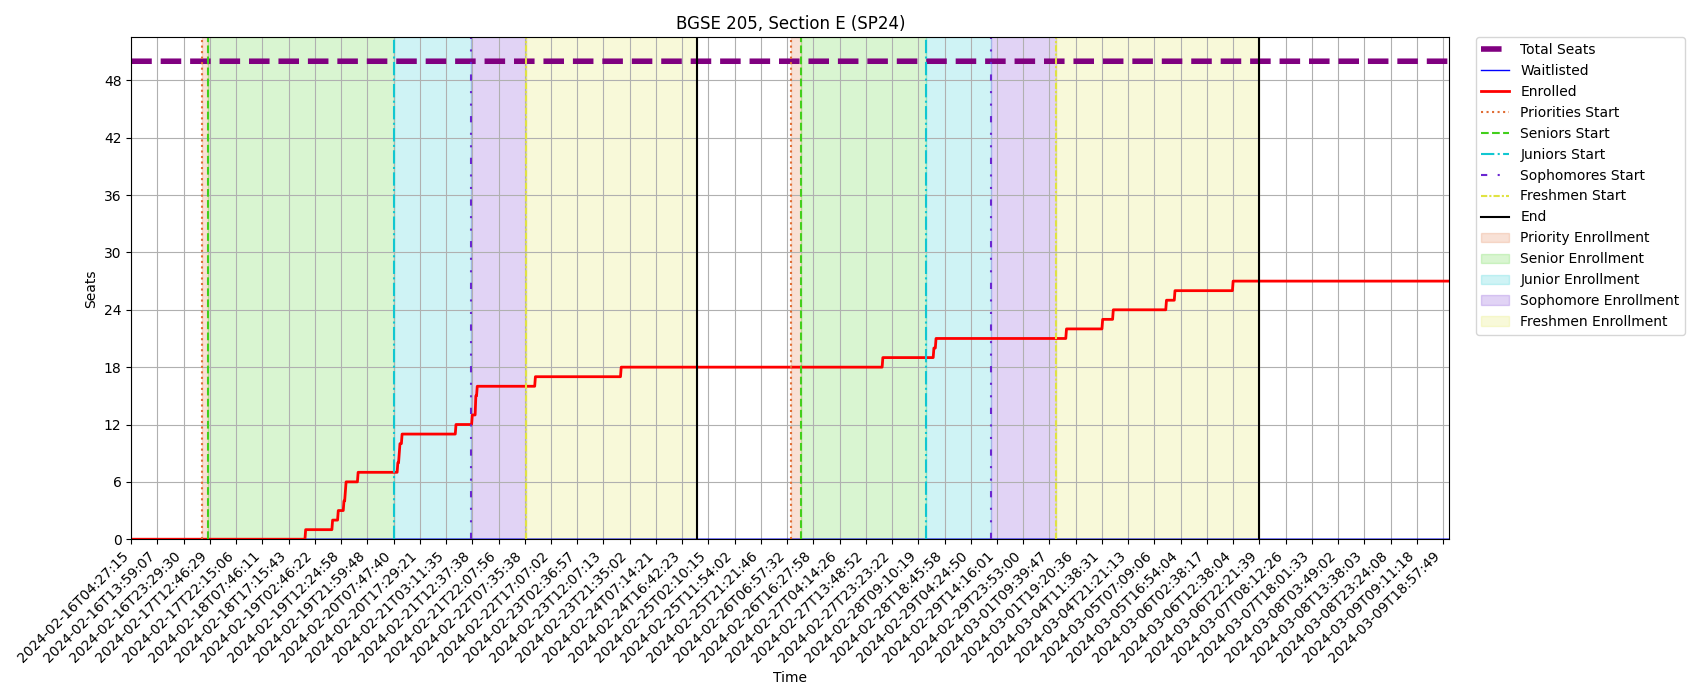 BGSE 205, Section E (SP24)
Seats
48
42
36
30
24
18
12
6
0
2024-02-16T04:27:15
2024-02-16T13:59:07
2024-02-16T23:29:30
2024-02-17T12:46:29
2024-02-17T22:15:06
2024-02-18T07:46:11
2024-02-18T17:15:43
2024-02-19T02:46:22
2024-02-19T12:24:58
2024-02-19T21:59:48
2024-02-20T07:47:40
2024-02-20T17:29:21
2024-02-21T03:11:35
2024-02-21T12:37:38
2024-02-21T22:07:56
2024-02-22T07:35:38
2024-02-22T17:07:02
2024-02-23T02:36:57
2024-02-23T12:07:13
2024-02-23T21:35:02
2024-02-24T07:14:21
2024-02-24T16:42:23
2024-02-25T02:10:15
2024-02-25T11:54:02
2024-02-25T21:21:46
2024-02-26T06:57:32
2024-02-26T16:27:58
2024-02-27T04:14:26
2024-02-27T13:48:52
2024-02-27T23:23:22
2024-02-28T09:10:19
2024-02-28T18:45:58
2024-02-29T04:24:50
2024-02-29T14:16:01
2024-02-29T23:53:00
2024-03-01T09:39:47
2024-03-01T19:20:36
2024-03-04T11:38:31
2024-03-04T21:21:13
2024-03-05T07:09:06
2024-03-05T16:54:04
2024-03-06T02:38:17
2024-03-06T12:38:04
2024-03-06T22:21:39
2024-03-07T08:12:26
2024-03-07T18:01:33
2024-03-08T03:49:02
2024-03-08T13:38:03
2024-03-08T23:24:08
2024-03-09T09:11:18
2024-03-09T18:57:49
Time
Total Seats
Waitlisted
Enrolled
Priorities Start
Seniors Start
Juniors Start
Sophomores Start
Freshmen Start
End
Priority Enrollment
Senior Enrollment
Junior Enrollment
Sophomore Enrollment
Freshmen Enrollment